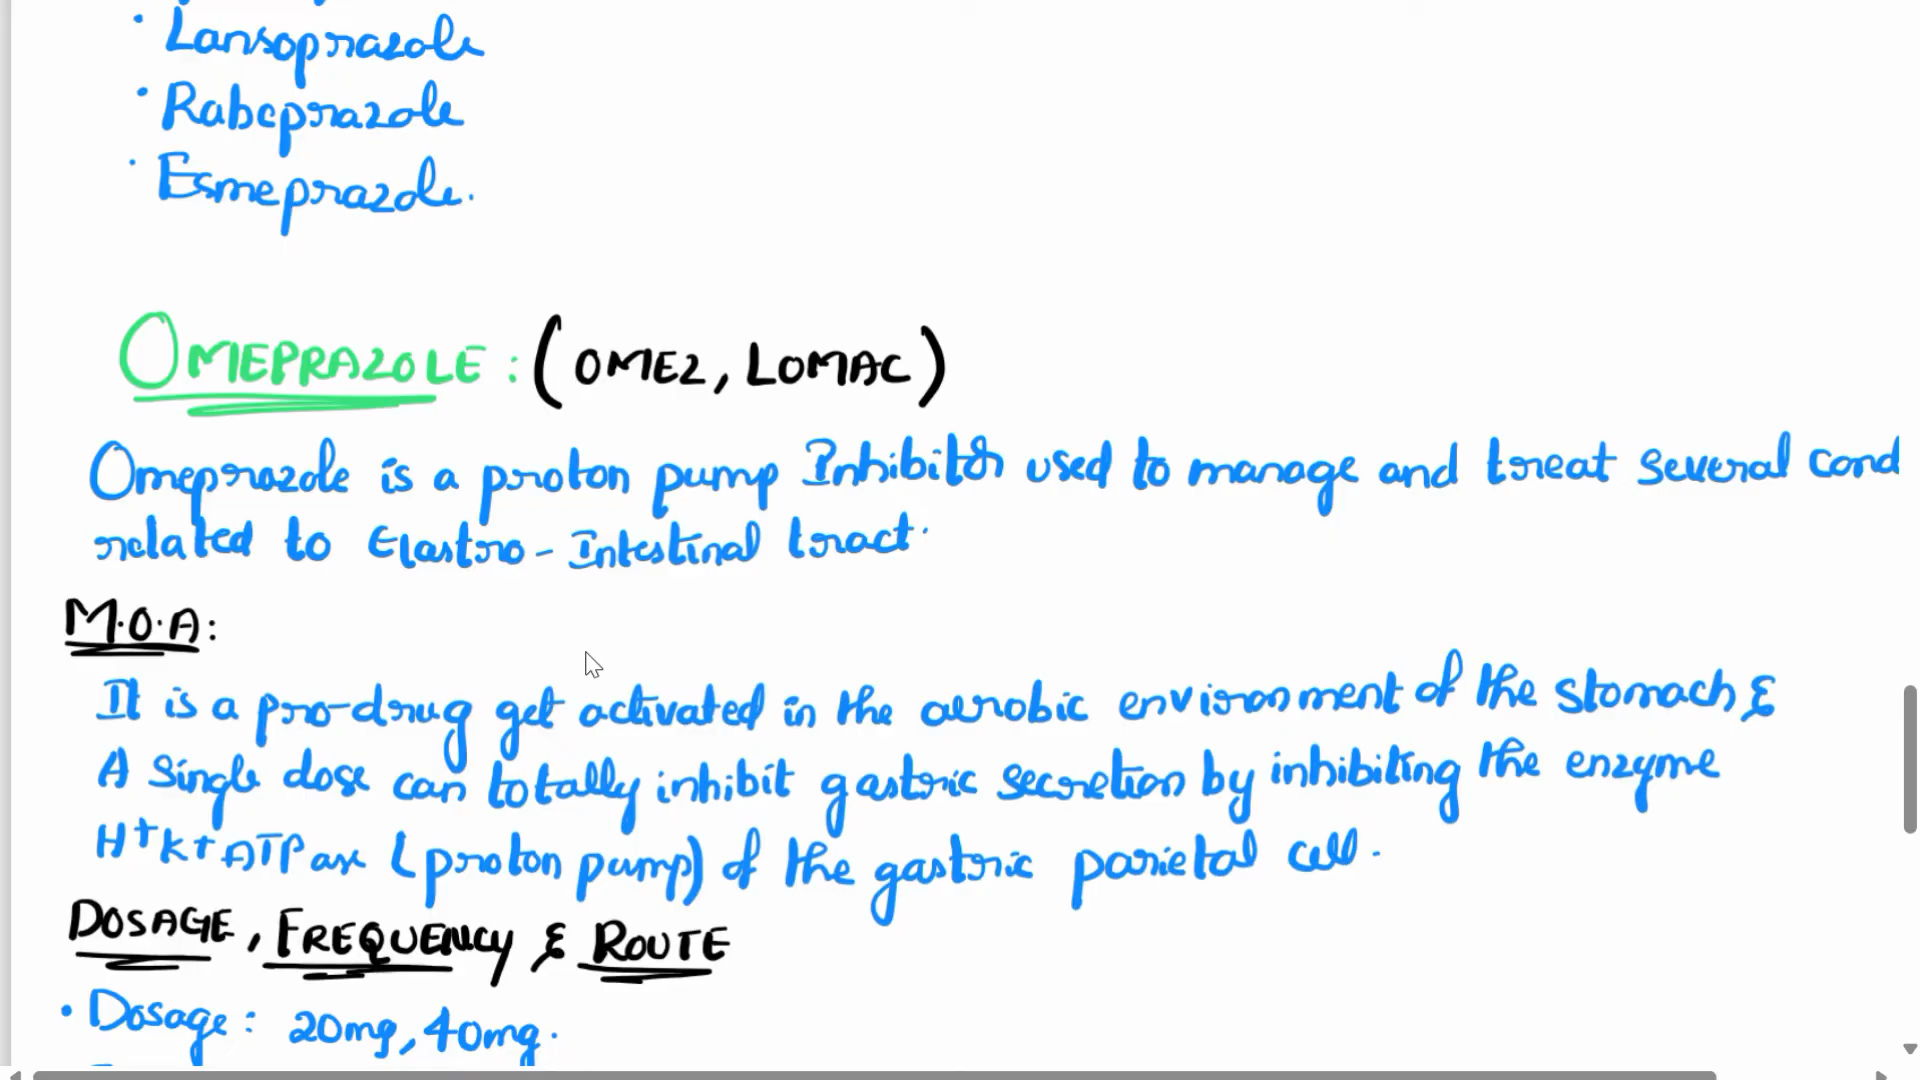 · Lansoprazole
· Rabeprazole
· Esmeprazole.
OMEPRAZOLE : (OMEZ, LOMAC)
Omeprazole is a proton pump Inhibitor used to manage and treat several cond
related to Gastro-Intestinal tract.
M.O.A:
It is a pro-drug get activated in the aerobic environment of the stomach &
A single dose can totally inhibit gastric secretion by inhibiting the enzyme
H+K+ATPase (proton pump) of the gastric parietal cell.
DOSAGE, FREQUENCY & ROUTE
· Dosage: 20mg, 40mg.